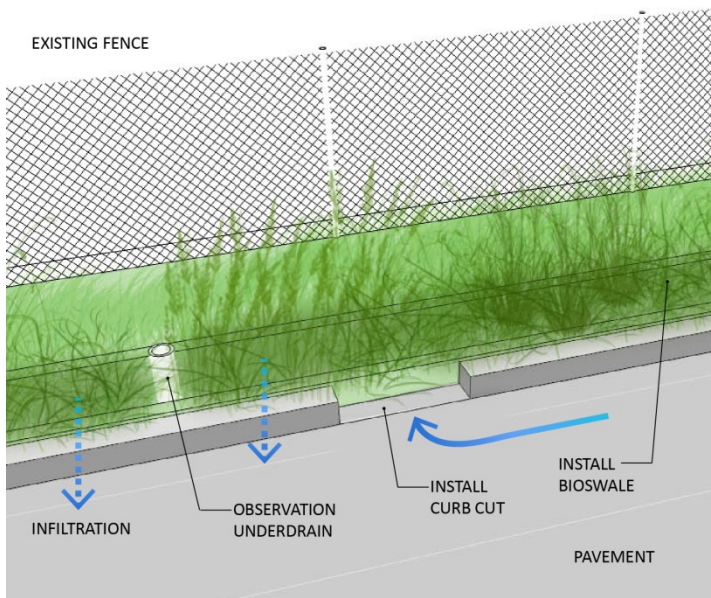 EXISTING FENCE
INFILTRATION
OBSERVATION
UNDERDRAIN
INSTALL
CURB CUT
INSTALL
BIOSWALE
PAVEMENT